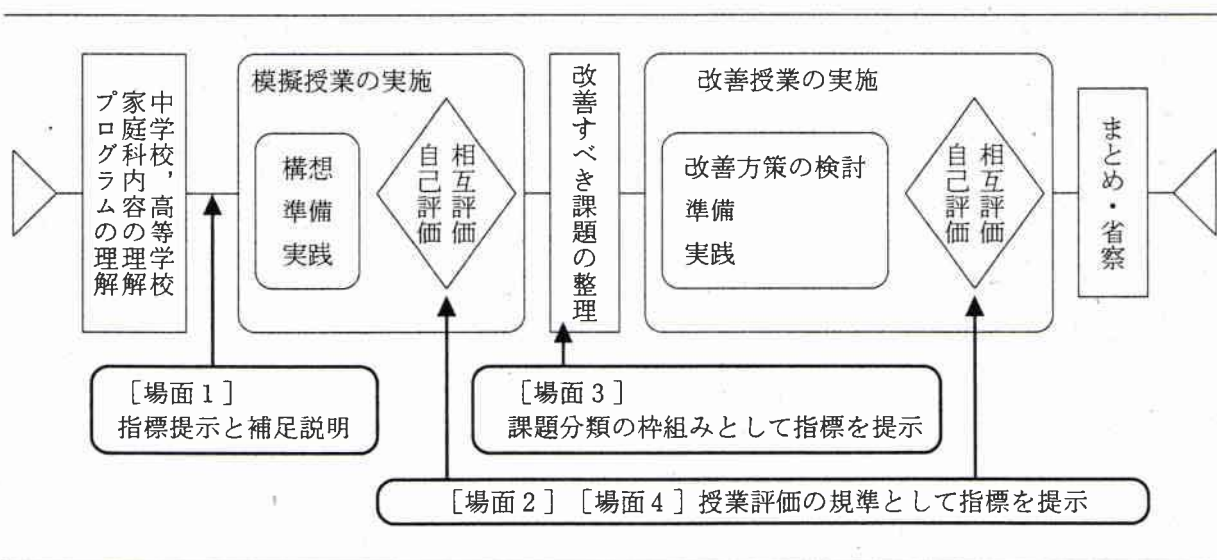 中学校，高等学校
家庭科内容の理解
プログラムの理解
模擬授業の実施
構想
準備
実践
相互評価
自己評価
改善すべき課題の整理
改善授業の実施
改善方策の検討
準備
実践
相互評価
自己評価
まとめ・省察
［場面１］
指標提示と補足説明
［場面３］
課題分類の枠組みとして指標を提示
［場面２］［場面４］授業評価の規準として指標を提示